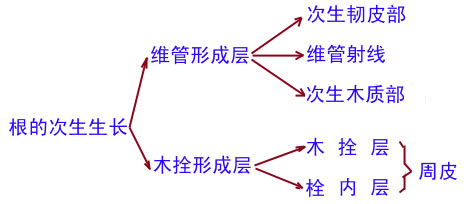 次生韧皮部
维管形成层
维管射线
次生木质部
根的次生生长
木拴形成层
木 拴 层
周皮
栓 内 层